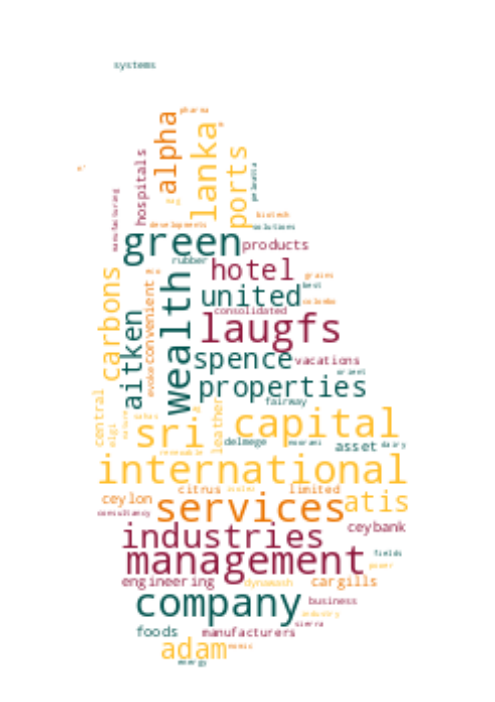 systems
pharma
alpha
lanka
ports
hospitals
manufacturing
developments
biotech
solutions
green
products
rubber
hotel
eco
grains
best
united
colombo
carbons
convenient
wealth
consolidated
laugfs
aitken
spence
vacations
orient
evoke
properties
fairway
central
leather
sri
capital
delmege
asset
dairy
renewable
international
citrus
limited
ceylon
services
atis
consultancy
industries
ceybank
management
fields
power
engineering
dynawash
cargills
company
business
industry
sierra
foods
manufacturers
adam
energy